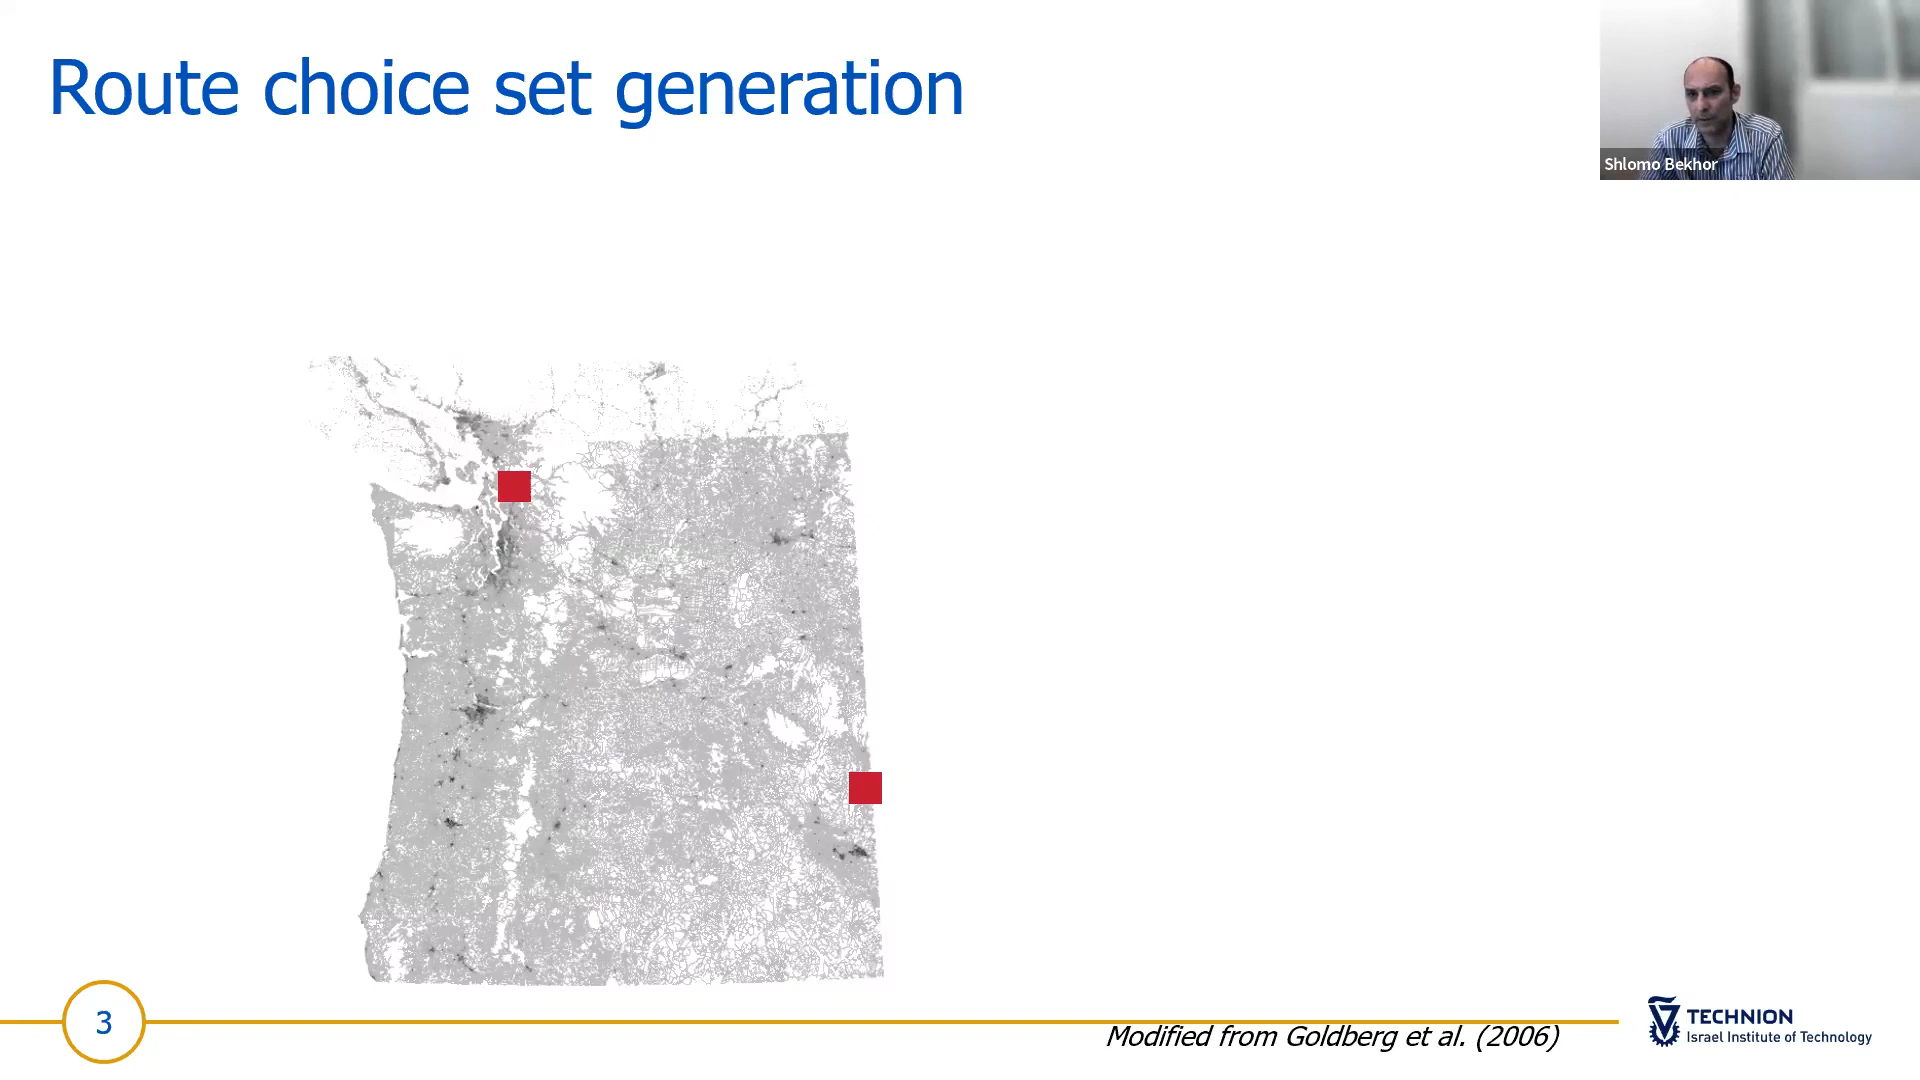 Route choice set generation
Shlomo Bekhor
3
Modified from Goldberg et al. (2006)
TECHNION
Israel Institute of Technology